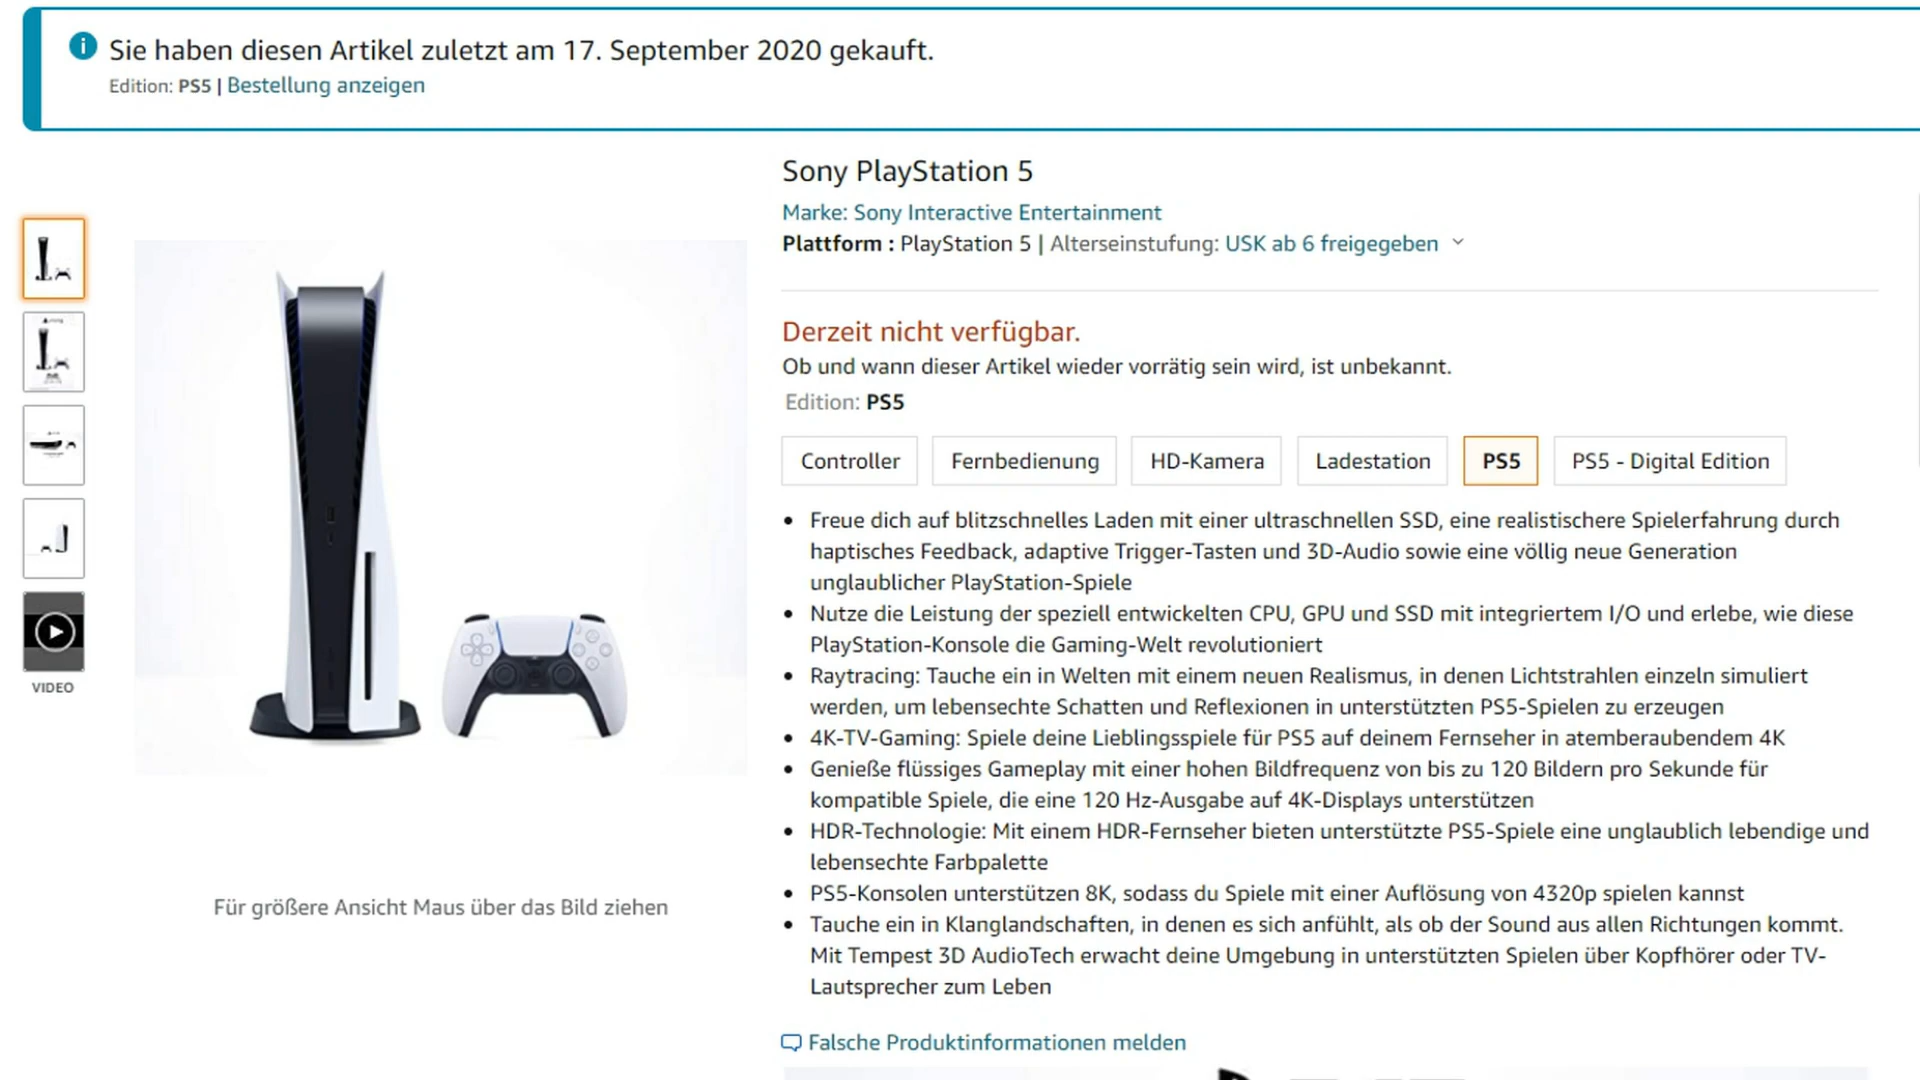 Sie haben diesen Artikel zuletzt am 17. September 2020 gekauft.
Edition: PS5 | Bestellung anzeigen
Sony PlayStation 5
Marke: Sony Interactive Entertainment
Plattform : PlayStation 5 | Alterseinstufung: USK ab 6 freigegeben
Derzeit nicht verfügbar.
Ob und wann dieser Artikel wieder vorrätig sein wird, ist unbekannt.
Edition: PS5
Controller
Fernbedienung
HD-Kamera
Ladestation
PS5
PS5 - Digital Edition
Freue dich auf blitzschnelles Laden mit einer ultraschnellen SSD, eine realistischere Spielerfahrung durch
haptisches Feedback, adaptive Trigger-Tasten und 3D-Audio sowie eine völlig neue Generation
unglaublicher PlayStation-Spiele
Nutze die Leistung der speziell entwickelten CPU, GPU und SSD mit integriertem I/O und erlebe, wie diese
PlayStation-Konsole die Gaming-Welt revolutioniert
Raytracing: Tauche ein in Welten mit einem neuen Realismus, in denen Lichtstrahlen einzeln simuliert
werden, um lebensechte Schatten und Reflexionen in unterstützten PS5-Spielen zu erzeugen
4K-TV-Gaming: Spiele deine Lieblingsspiele für PS5 auf deinem Fernseher in atemberaubendem 4K
Genieße flüssiges Gameplay mit einer hohen Bildfrequenz von bis zu 120 Bildern pro Sekunde für
kompatible Spiele, die eine 120 Hz-Ausgabe auf 4K-Displays unterstützen
HDR-Technologie: Mit einem HDR-Fernseher bieten unterstützte PS5-Spiele eine unglaublich lebendige und
lebensechte Farbpalette
PS5-Konsolen unterstützen 8K, sodass du Spiele mit einer Auflösung von 4320p spielen kannst
Tauche ein in Klanglandschaften, in denen es sich anfühlt, als ob der Sound aus allen Richtungen kommt.
Mit Tempest 3D AudioTech erwacht deine Umgebung in unterstützten Spielen über Kopfhörer oder TV-
Lautsprecher zum Leben
Falsche Produktinformationen melden
VIDEO
Für größere Ansicht Maus über das Bild ziehen